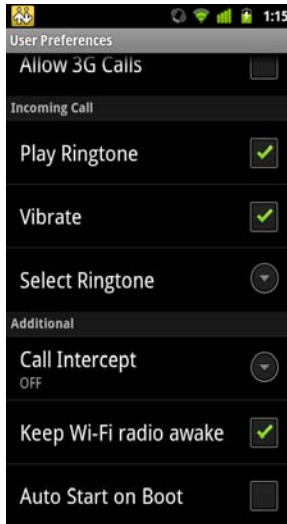 1:15
User Preferences
Allow 3G Calls
Incoming Call
Play Ringtone
Vibrate
Select Ringtone
Additional
Call Intercept
OFF
Keep Wi-Fi radio awake
Auto Start on Boot